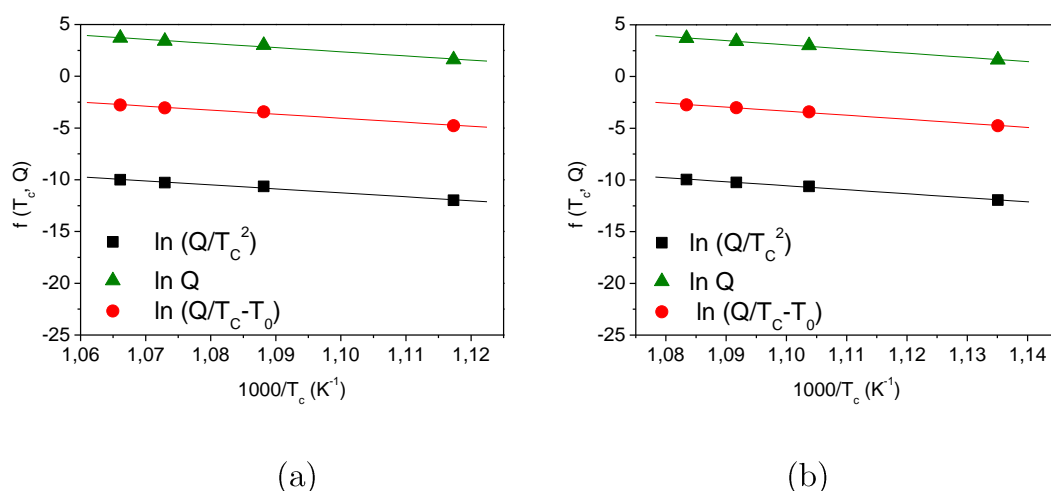 5
0
-5
-10
-15
-20
-25
f (T_c, Q)
ln (Q/T_C^2)
ln Q
ln (Q/T_C-T_0)
1,06 1,07 1,08 1,09 1,10 1,11 1,12
1000/T_c (K^-1)
(a)
5
0
-5
-10
-15
-20
-25
f (T_c, Q)
ln (Q/T_C^2)
ln Q
ln (Q/T_C-T_0)
1,08 1,09 1,10 1,11 1,12 1,13 1,14
1000/T_c (K^-1)
(b)